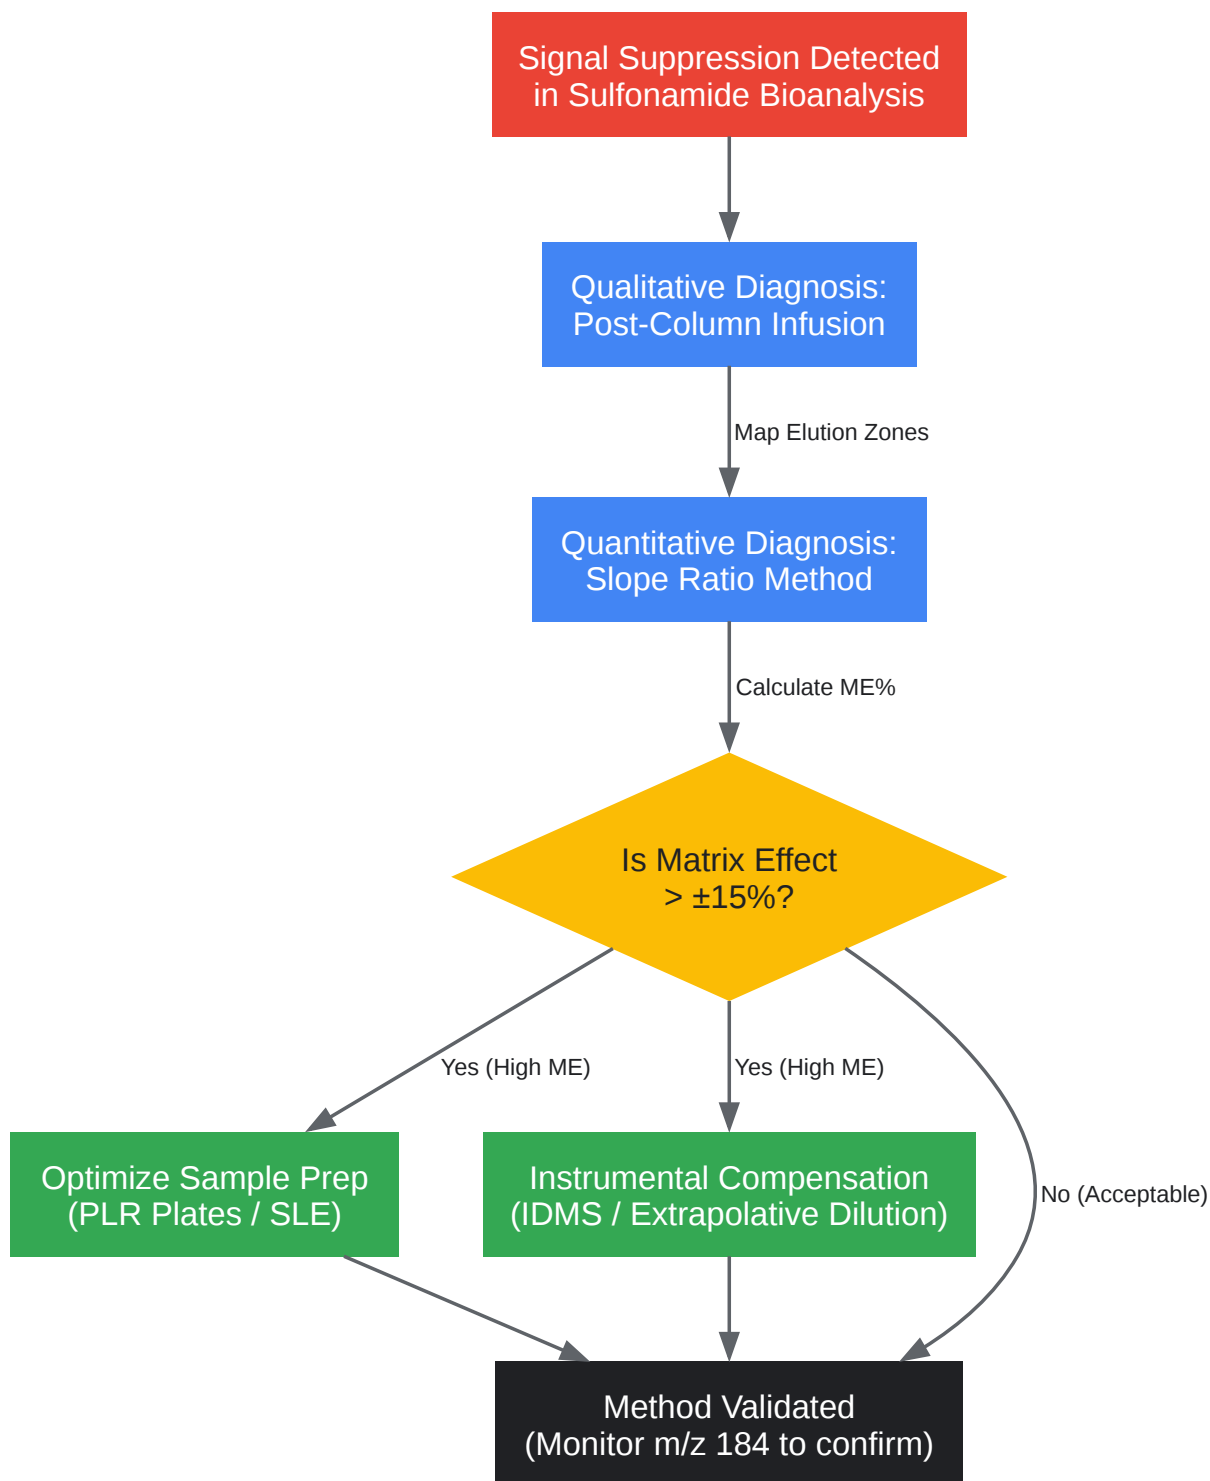 Signal Suppression Detected
in Sulfonamide Bioanalysis
Qualitative Diagnosis:
Post-Column Infusion
Map Elution Zones
Quantitative Diagnosis:
Slope Ratio Method
Calculate ME%
Is Matrix Effect
> ±15%?
Yes (High ME)
Yes (High ME)
No (Acceptable)
Optimize Sample Prep
(PLR Plates / SLE)
Instrumental Compensation
(IDMS / Extrapolative Dilution)
Method Validated
(Monitor m/z 184 to confirm)